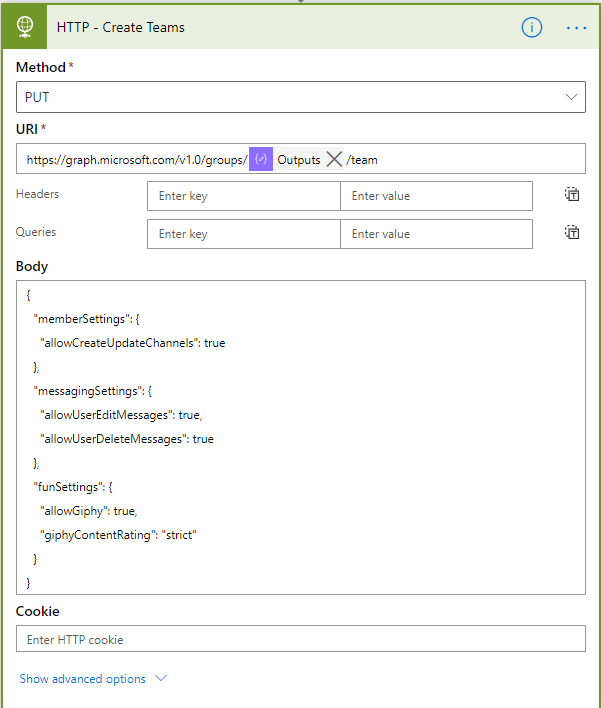 HTTP - Create Teams
Method*
PUT
URI*
https://graph.microsoft.com/v1.0/groups/ Outputs /team
Headers Enter key Enter value
Queries Enter key Enter value
Body
{
"memberSettings": {
"allowCreateUpdateChannels": true
},
"messagingSettings": {
"allowUserEditMessages": true,
"allowUserDeleteMessages": true
},
"funSettings": {
"allowGiphy": true,
"giphyContentRating": "strict"
}
}
Cookie
Enter HTTP cookie
Show advanced options